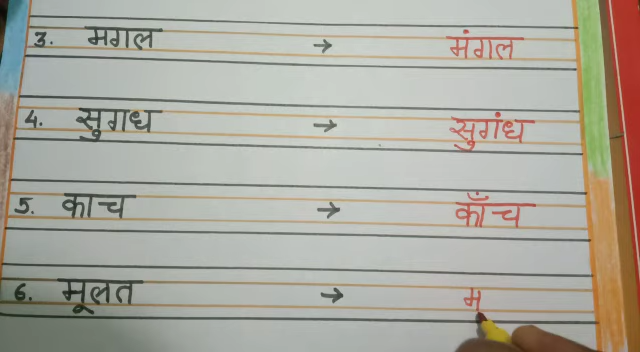 3. मगल → मंगल
4. सुगध → सुगंध
5. काच → काँच
6. मूलत → म